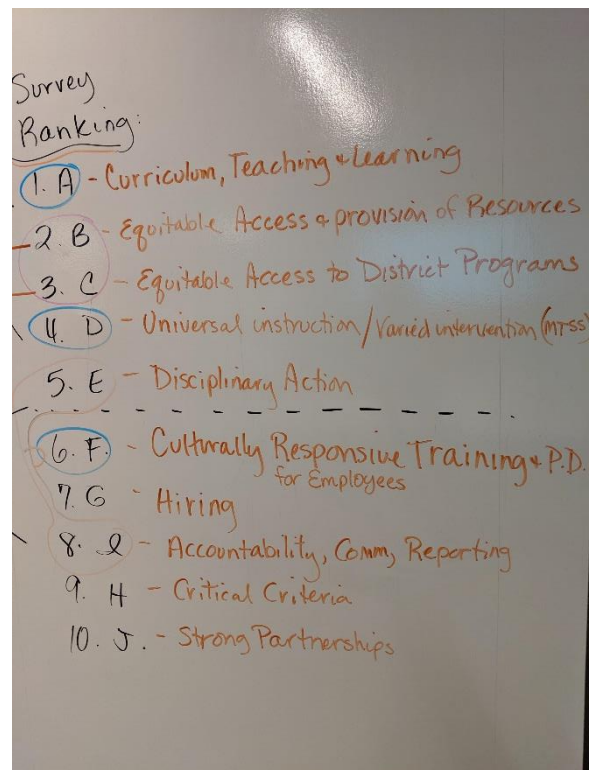 Survey
Ranking:
1. A - Curriculum, Teaching & Learning
2. B - Equitable Access & provision of Resources
3. C - Equitable Access to District Programs
4. D - Universal instruction/Varied intervention (MTSS)
5. E - Disciplinary Action
6. F. - Culturally Responsive Training & P.D.
for Employees
7. G - Hiring
8. I - Accountability, Comm, Reporting
9. H - Critical Criteria
10. J. - Strong Partnerships